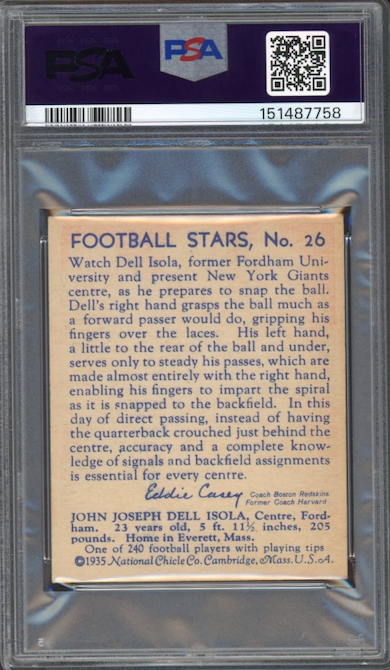 PSA
PSA
151487758
FOOTBALL STARS, No. 26
Watch Dell Isola, former Fordham Uni-
versity and present New York Giants
centre, as he prepares to snap the ball.
Dell's right hand grasps the ball much as
a forward passer would do, gripping his
fingers over the laces. His left hand,
a little to the rear of the ball and under,
serves only to steady his passes, which are
made almost entirely with the right hand,
enabling his fingers to impart the spiral
as it is snapped to the backfield. In this
day of direct passing, instead of having
the quarterback crouched just behind the
centre, accuracy and a complete know-
ledge of signals and backfield assignments
is essential for every centre.
Eddie Casey Coach Boston Redskins
Former Coach Harvard
JOHN JOSEPH DELL ISOLA, Centre, Ford-
ham. 23 years old, 5 ft. 11½ inches, 205
pounds. Home in Everett, Mass.
One of 240 football players with playing tips
©1935 National Chicle Co. Cambridge, Mass. U.S.A.